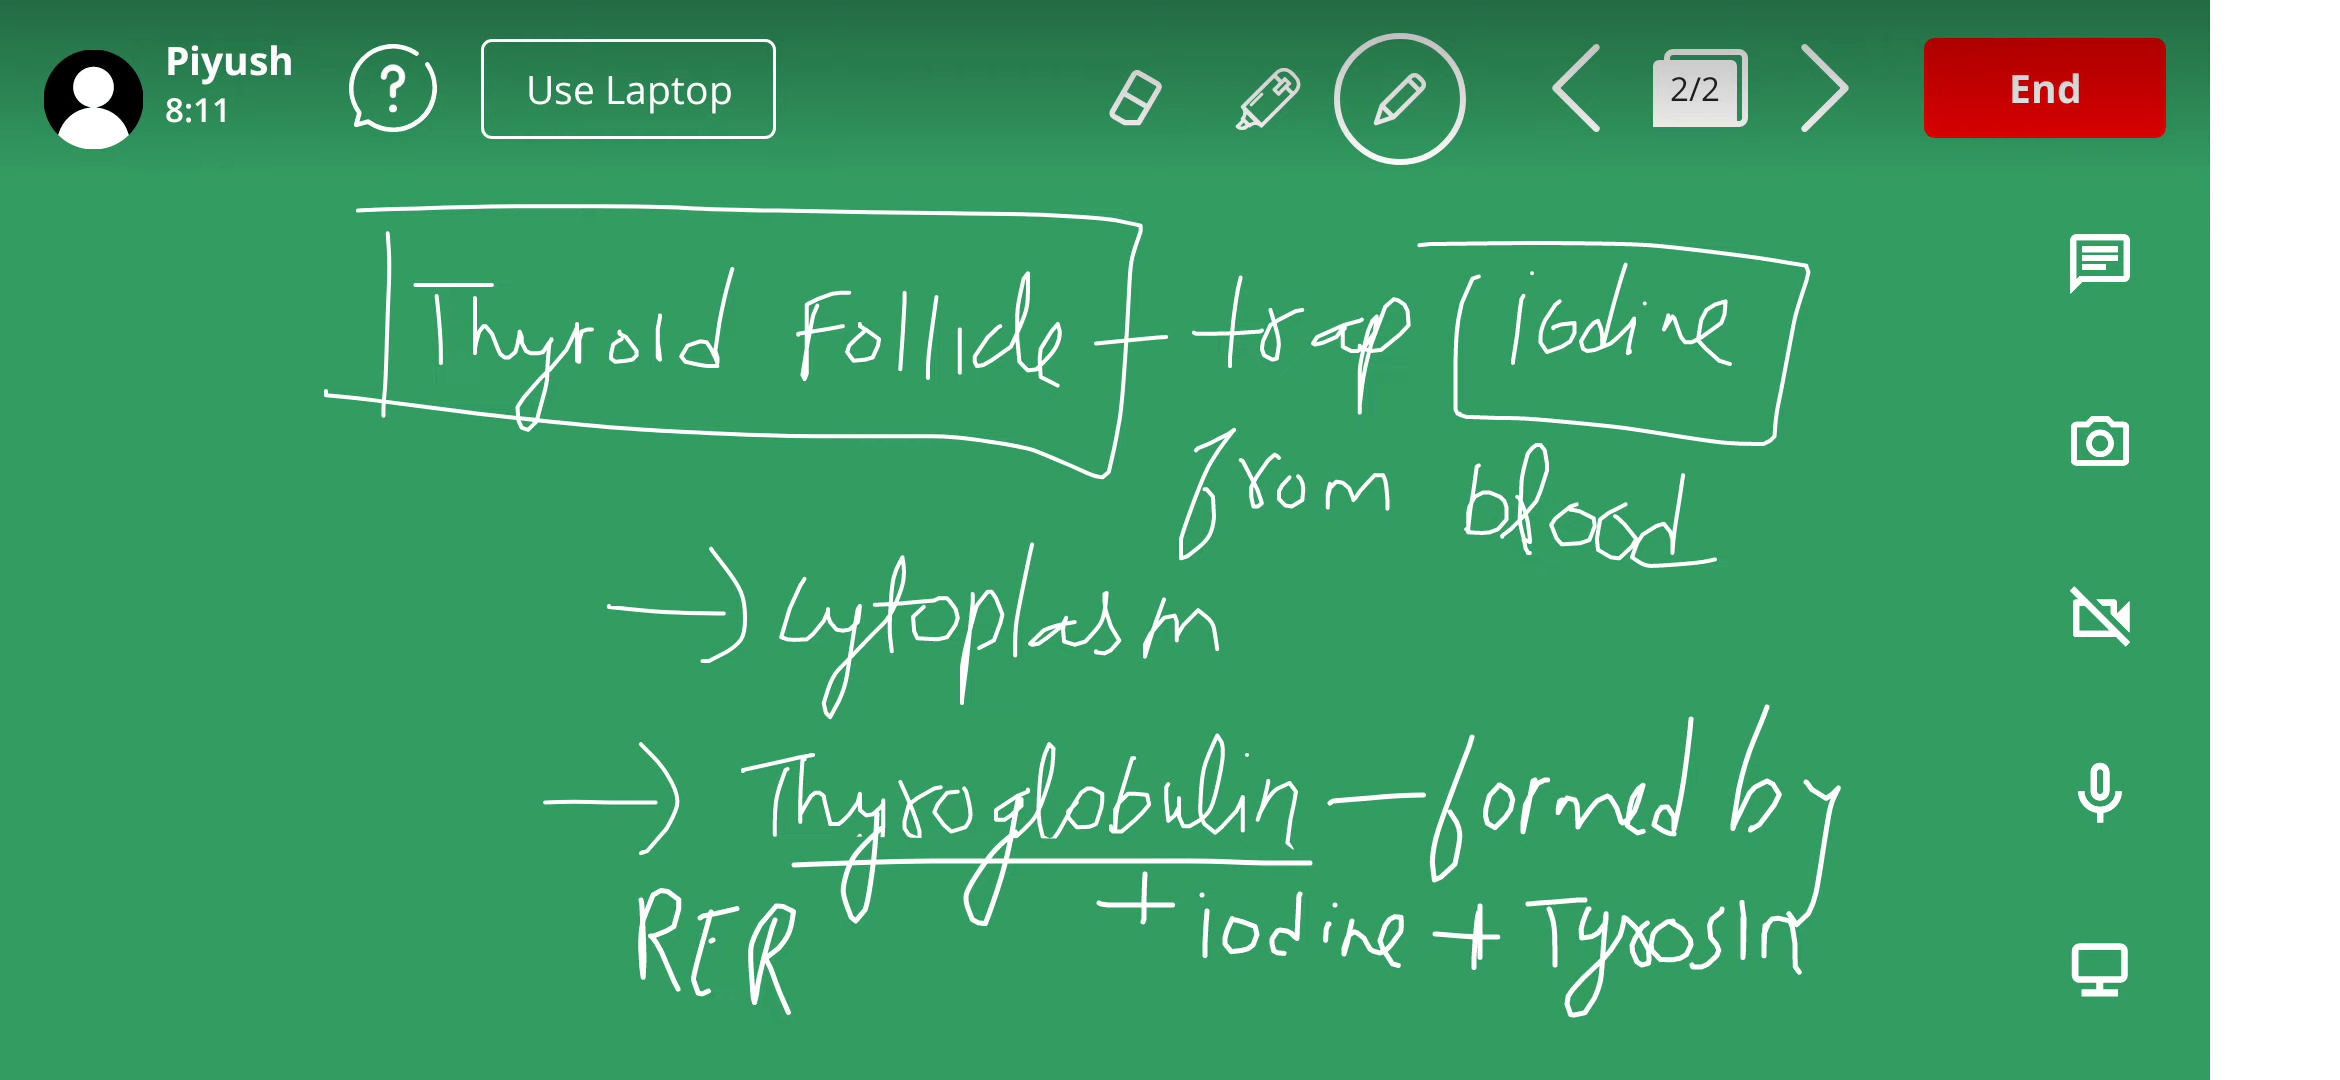 Piyush
8:11
?
Use Laptop
2/2
End
Thyroid Follide - trap iodine
from blood
→ cytoplasm
→ Thyroglobulin - formed by
RER + iodine + Tyrosin